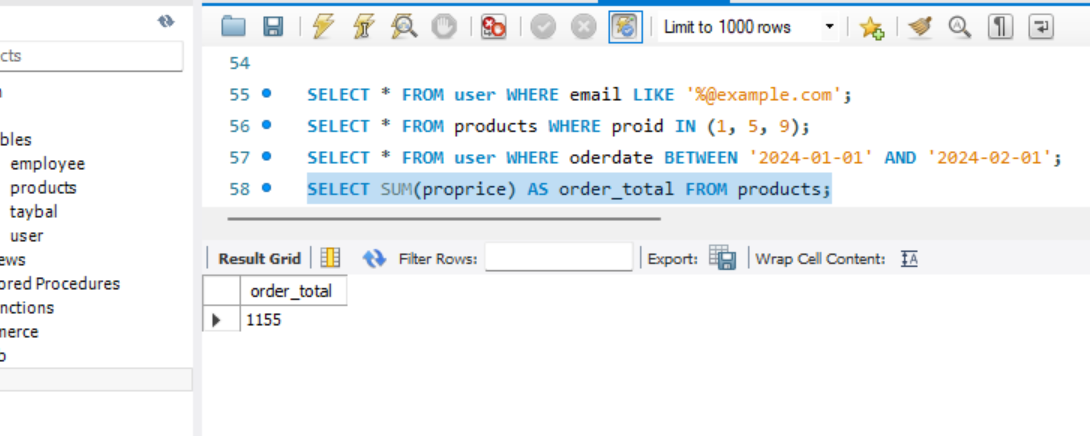 Limit to 1000 rows
54
55 SELECT * FROM user WHERE email LIKE '%@example.com';
56 SELECT * FROM products WHERE proid IN (1, 5, 9);
57 SELECT * FROM user WHERE oderdate BETWEEN '2024-01-01' AND '2024-02-01';
58 SELECT SUM(proprice) AS order_total FROM products;
cts
bles
employee
products
taybal
user
ews
ored Procedures
nctions
merce
Result Grid Filter Rows: Export: Wrap Cell Content:
order_total
1155